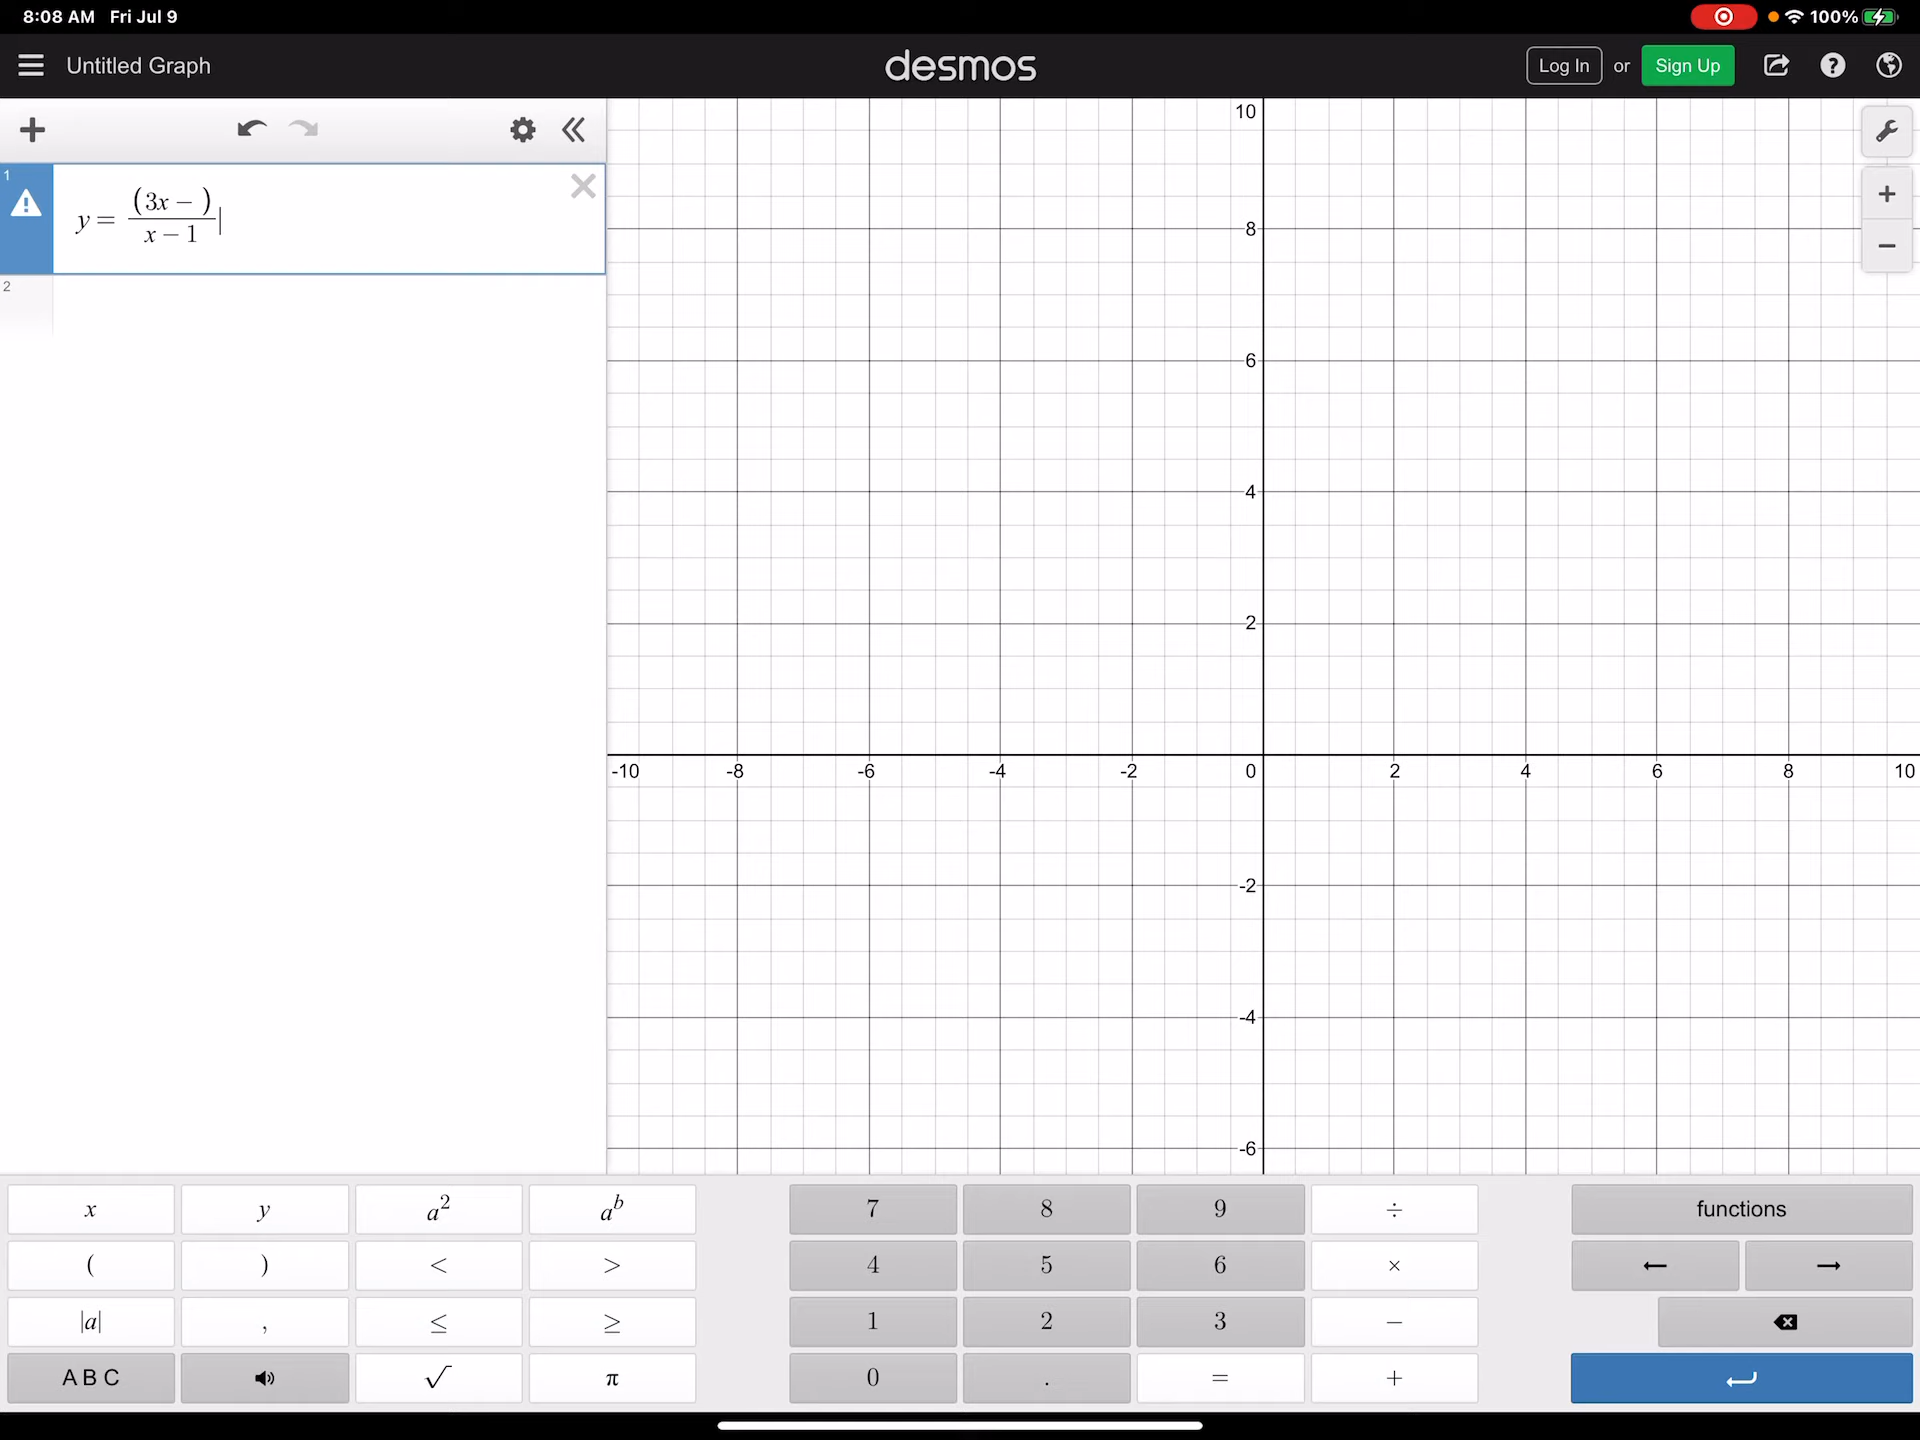 8:08 AM Fri Jul 9
100%
Untitled Graph
desmos
Log In or Sign Up
1
y = (3x − )
x − 1
2
10
8
6
4
2
-10 -8 -6 -4 -2 0 2 4 6 8 10
-2
-4
-6
x y a² aᵇ 7 8 9 ÷ functions
( ) < > 4 5 6 × ← →
|a| , ≤ ≥ 1 2 3 −
A B C √ π 0 . = +